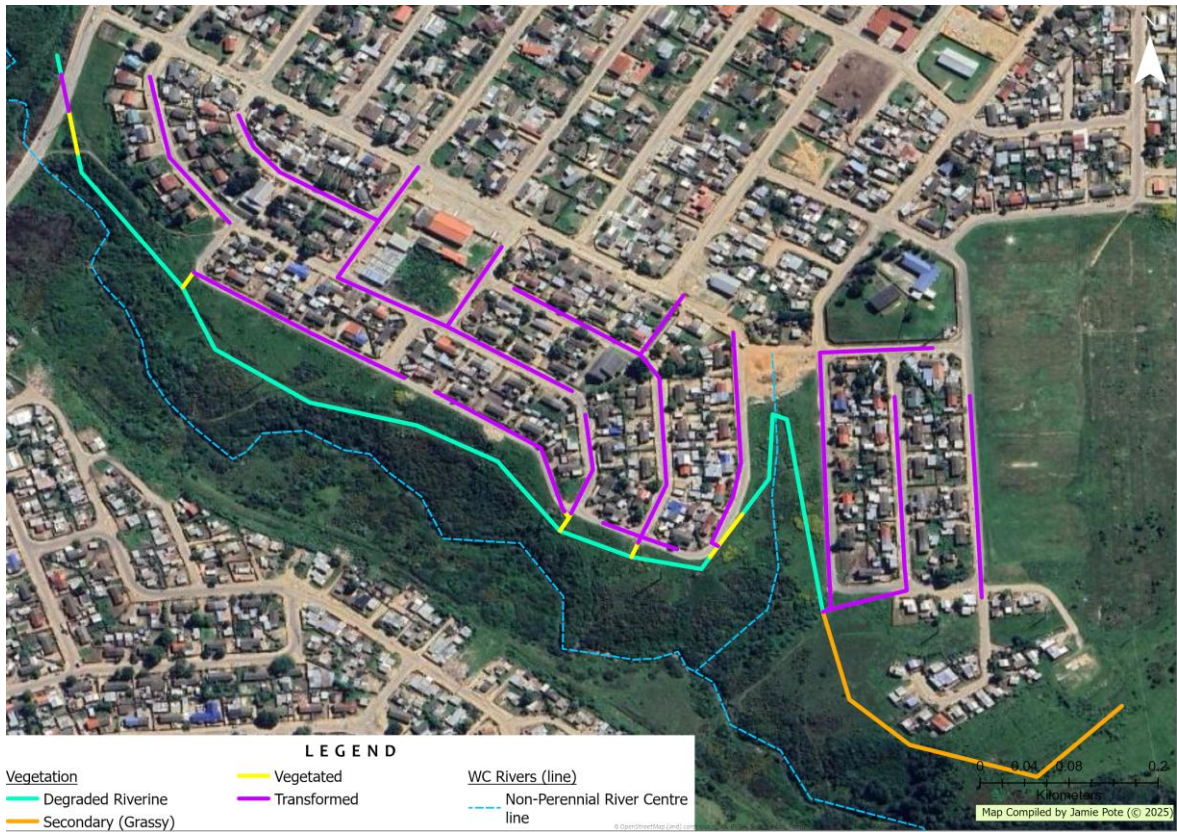 N
0 0.04 0.08 0.2
Kilometers
Map Compiled by Jamie Pote (© 2025)
LEGEND
Vegetation
Degraded Riverine
Secondary (Grassy)
Vegetated
Transformed
WC Rivers (line)
Non-Perennial River Centre
line
© OpenStreetMap (and)